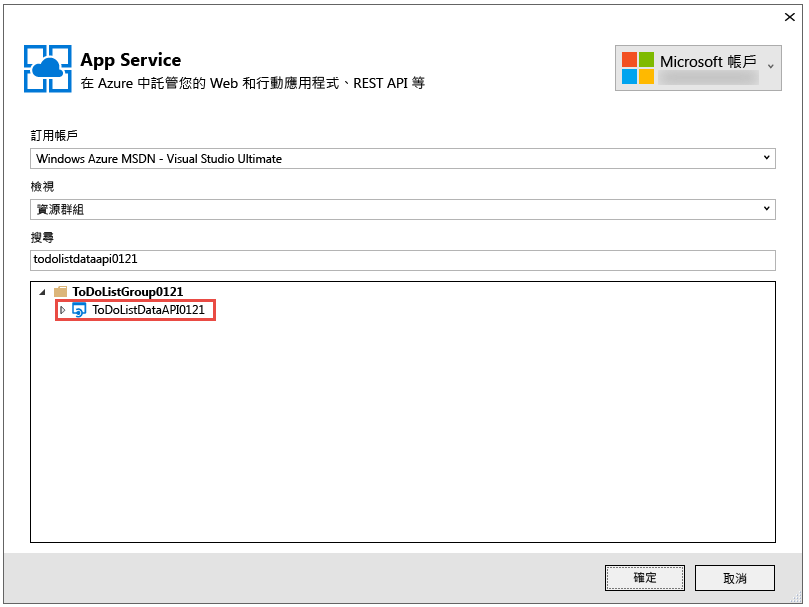 App Service
在 Azure 中託管您的 Web 和行動應用程式、REST API 等
Microsoft 帳戶
訂用帳戶
Windows Azure MSDN - Visual Studio Ultimate
檢視
資源群組
搜尋
todolistdataapi0121
ToDoListGroup0121
ToDoListDataAPI0121
確定
取消